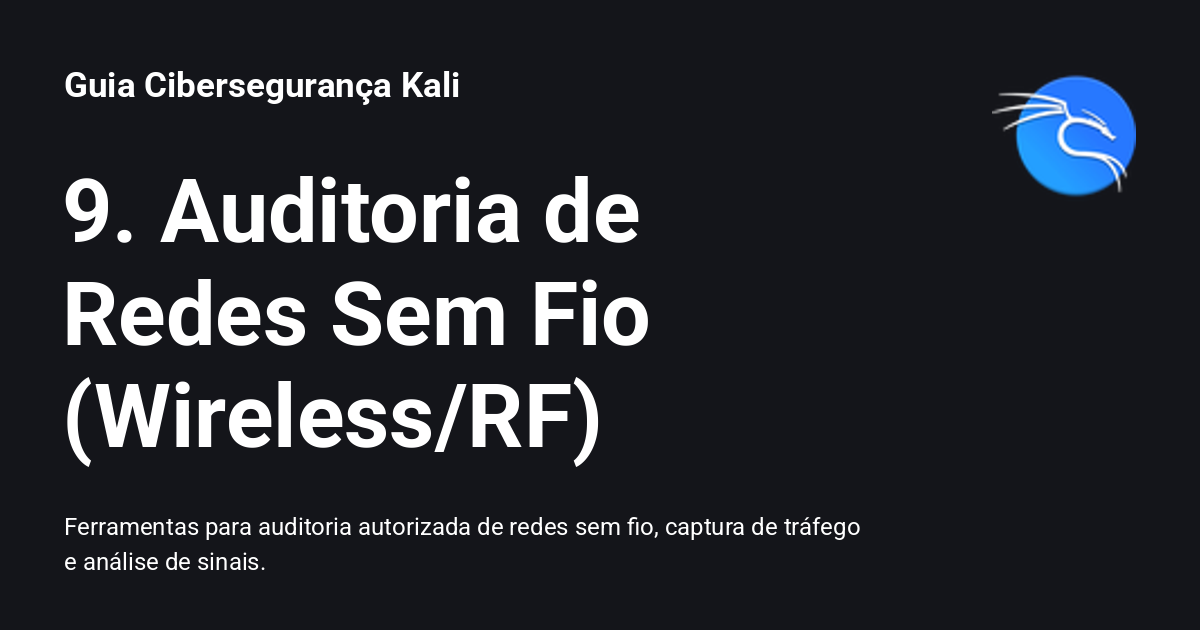 Guia Cibersegurança Kali
9. Auditoria de
Redes Sem Fio
(Wireless/RF)
Ferramentas para auditoria autorizada de redes sem fio, captura de tráfego
e análise de sinais.